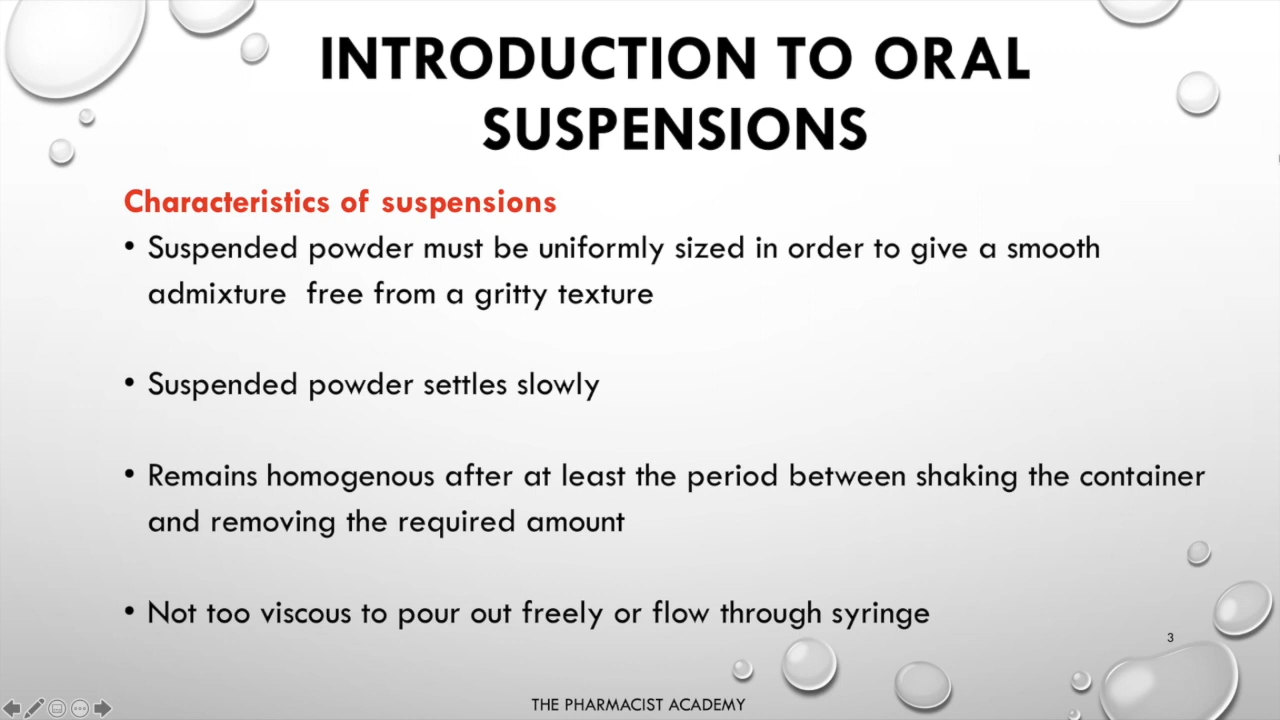 INTRODUCTION TO ORAL
SUSPENSIONS
Characteristics of suspensions
• Suspended powder must be uniformly sized in order to give a smooth
admixture  free from a gritty texture
• Suspended powder settles slowly
• Remains homogenous after at least the period between shaking the container
and removing the required amount
• Not too viscous to pour out freely or flow through syringe
3
THE PHARMACIST ACADEMY